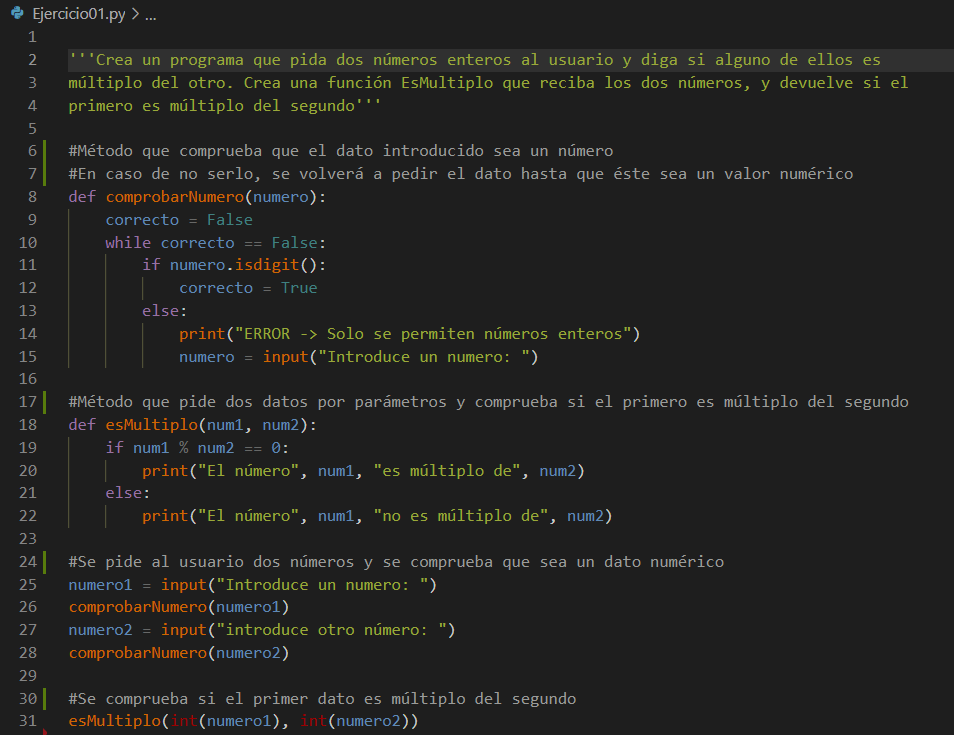 Ejercicio01.py > ...
1
2 '''Crea un programa que pida dos números enteros al usuario y diga si alguno de ellos es
3 múltiplo del otro. Crea una función EsMultiplo que reciba los dos números, y devuelve si el
4 primero es múltiplo del segundo'''
5
6 #Método que comprueba que el dato introducido sea un número
7 #En caso de no serlo, se volverá a pedir el dato hasta que éste sea un valor numérico
8 def comprobarNumero(numero):
9     correcto = False
10     while correcto == False:
11         if numero.isdigit():
12             correcto = True
13         else:
14             print("ERROR -> Solo se permiten números enteros")
15             numero = input("Introduce un numero: ")
16
17 #Método que pide dos datos por parámetros y comprueba si el primero es múltiplo del segundo
18 def esMultiplo(num1, num2):
19     if num1 % num2 == 0:
20         print("El número", num1, "es múltiplo de", num2)
21     else:
22         print("El número", num1, "no es múltiplo de", num2)
23
24 #Se pide al usuario dos números y se comprueba que sea un dato numérico
25 numero1 = input("Introduce un numero: ")
26 comprobarNumero(numero1)
27 numero2 = input("introduce otro número: ")
28 comprobarNumero(numero2)
29
30 #Se comprueba si el primer dato es múltiplo del segundo
31 esMultiplo(int(numero1), int(numero2))